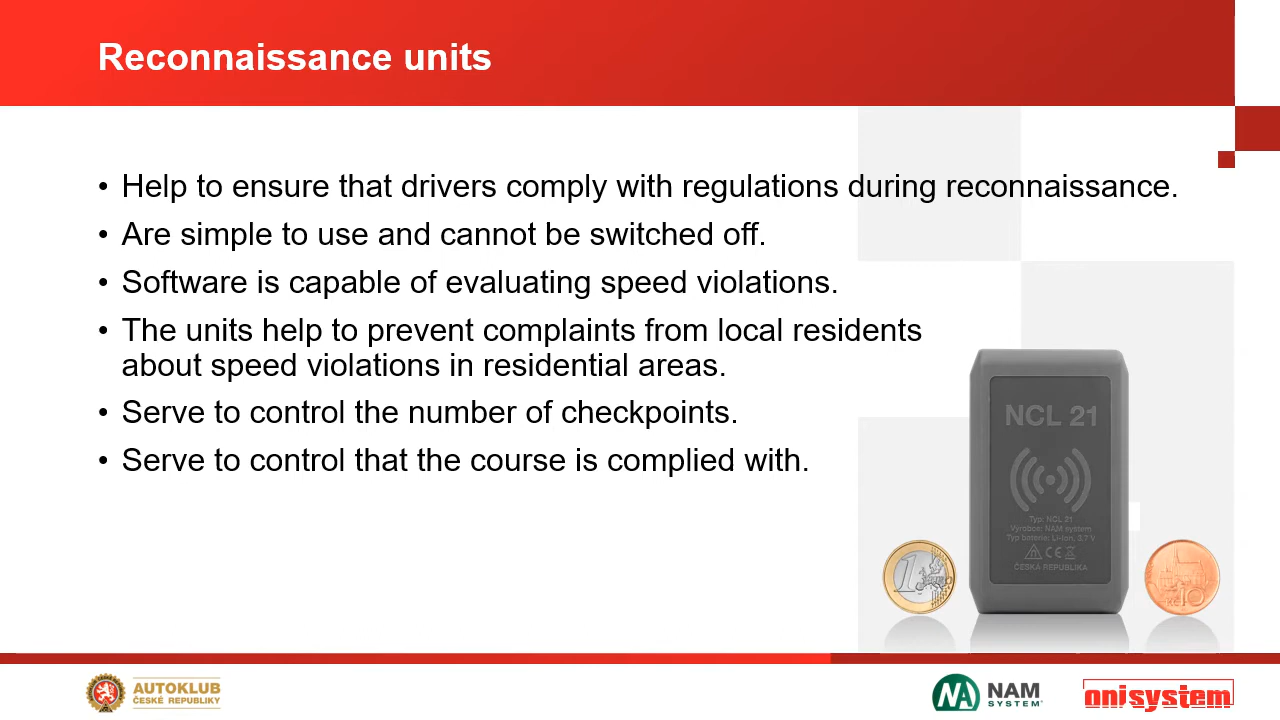 Reconnaissance units
• Help to ensure that drivers comply with regulations during reconnaissance.
• Are simple to use and cannot be switched off.
• Software is capable of evaluating speed violations.
• The units help to prevent complaints from local residents
about speed violations in residential areas.
• Serve to control the number of checkpoints.
• Serve to control that the course is complied with.
NCL 21
Typ: NCL 21
Výrobce: NAM system
Typ baterie: Li-Ion, 3,7 V
CE
ČESKÁ REPUBLIKA
1
10
AUTOKLUB
ČESKÉ REPUBLIKY
NAM
SYSTEM
onisystem